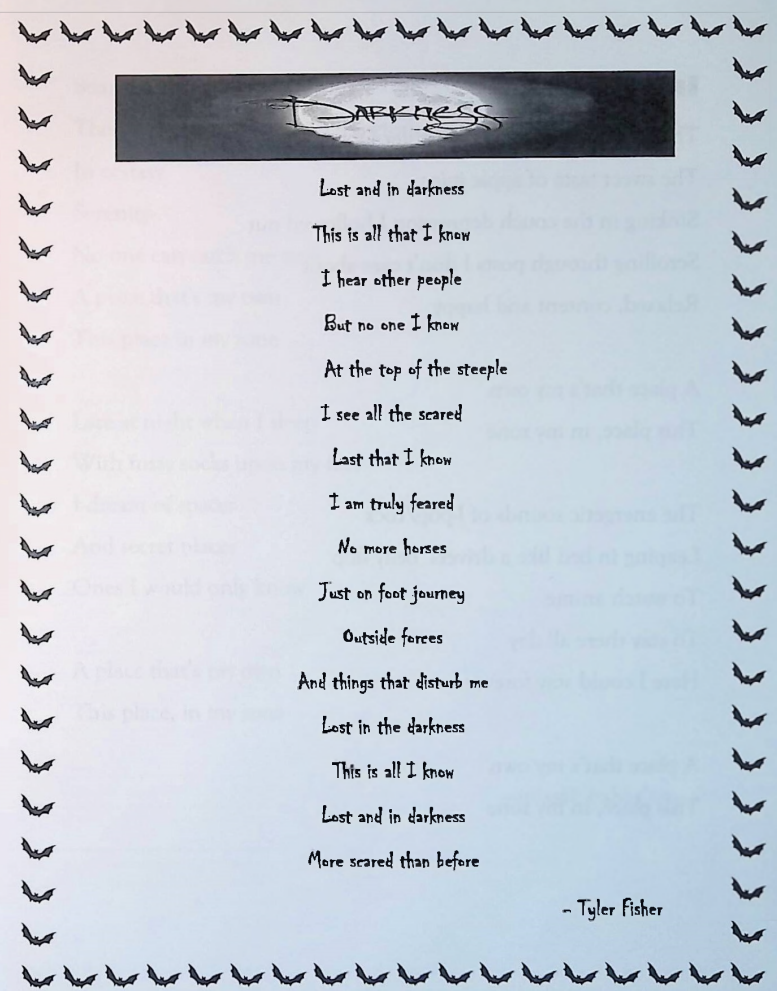 Darkness
Lost and in darkness
This is all that I know
I hear other people
But no one I know
At the top of the steeple
I see all the scared
Last that I know
I am truly feared
No more horses
Just on foot journey
Outside forces
And things that disturb me
Lost in the darkness
This is all I know
Lost and in darkness
More scared than before
- Tyler Fisher